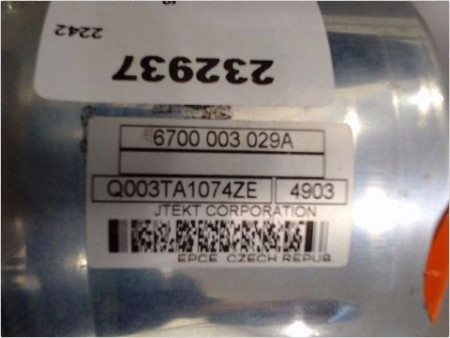 2242
232937
6700 003 029A
Q003TA1074ZE 4903
JTEKT CORPORATION
EPCE CZECH REPUB